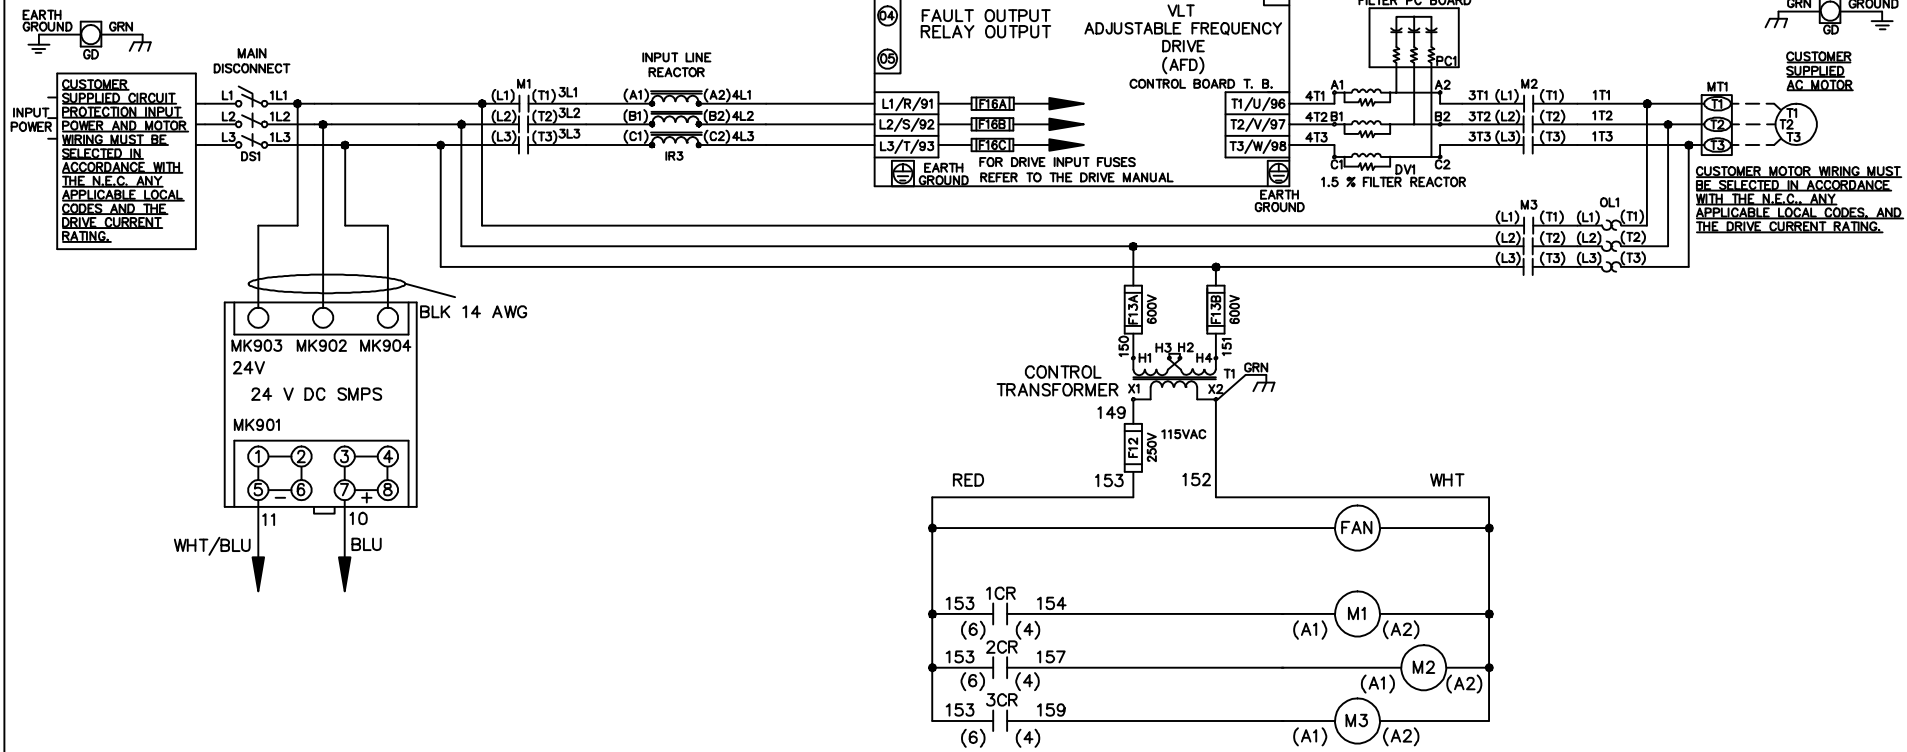 EARTH
GROUND
GRN
GD
MAIN
DISCONNECT
CUSTOMER
SUPPLIED CIRCUIT
PROTECTION INPUT
POWER AND MOTOR
WIRING MUST BE
SELECTED IN
ACCORDANCE WITH
THE N.E.C. ANY
APPLICABLE LOCAL
CODES AND THE
DRIVE CURRENT
RATING.
INPUT
POWER
L1 1L1
L2 1L2
L3 1L3
DS1
M1
(L1) (T1) 3L1
(L2) (T2) 3L2
(L3) (T3) 3L3
INPUT LINE
REACTOR
(A1) (A2) 4L1
(B1) (B2) 4L2
(C1) (C2) 4L3
IR3
04
05
FAULT OUTPUT
RELAY OUTPUT
VLT
ADJUSTABLE FREQUENCY
DRIVE
(AFD)
CONTROL BOARD T. B.
L1/R/91 F16A
L2/S/92 F16B
L3/T/93 F16C
T1/U/96
T2/V/97
T3/W/98
FOR DRIVE INPUT FUSES
REFER TO THE DRIVE MANUAL
EARTH
GROUND
EARTH
GROUND
FILTER PC BOARD
PC1
4T1 A1 A2
4T2 B1 B2
4T3 C1 C2
DV1
1.5 % FILTER REACTOR
M2
3T1 (L1) (T1) 1T1
3T2 (L2) (T2) 1T2
3T3 (L3) (T3) 1T3
GRN
GROUND
GD
CUSTOMER
SUPPLIED
AC MOTOR
MT1
T1
T2
T3
T1
T2
T3
CUSTOMER MOTOR WIRING MUST
BE SELECTED IN ACCORDANCE
WITH THE N.E.C., ANY
APPLICABLE LOCAL CODES, AND
THE DRIVE CURRENT RATING.
M3 OL1
(L1) (T1) (L1) (T1)
(L2) (T2) (L2) (T2)
(L3) (T3) (L3) (T3)
BLK 14 AWG
MK903 MK902 MK904
24V
24 V DC SMPS
MK901
1 2 3 4
5 − 6 7 + 8
11 10
WHT/BLU BLU
F13A 600V
F13B 600V
150 151
H1 H3 H2 H4
CONTROL
TRANSFORMER
X1 X2 T1
GRN
149
F12 250V
115VAC
153 152
RED WHT
FAN
1CR
153 154
(6) (4)
M1
(A1) (A2)
2CR
153 157
(6) (4)
M2
(A1) (A2)
3CR
153 159
(6) (4)
M3
(A1) (A2)